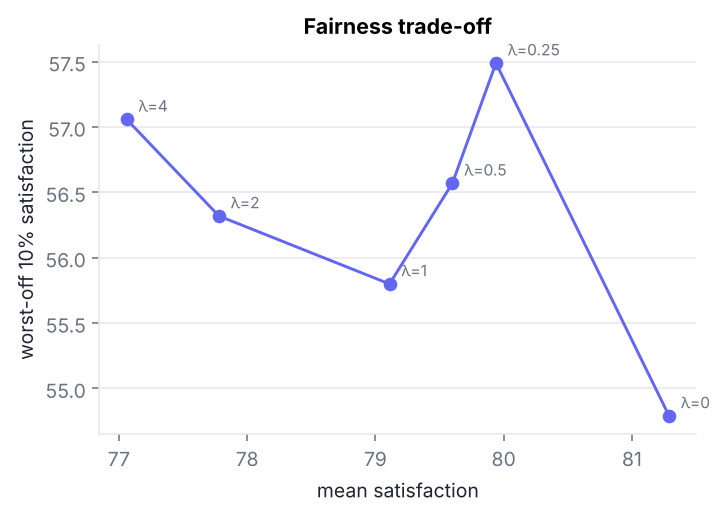 Fairness trade-off
worst-off 10% satisfaction
57.5
57.0
56.5
56.0
55.5
55.0
λ=4
λ=2
λ=1
λ=0.5
λ=0.25
λ=0
77
78
79
80
81
mean satisfaction